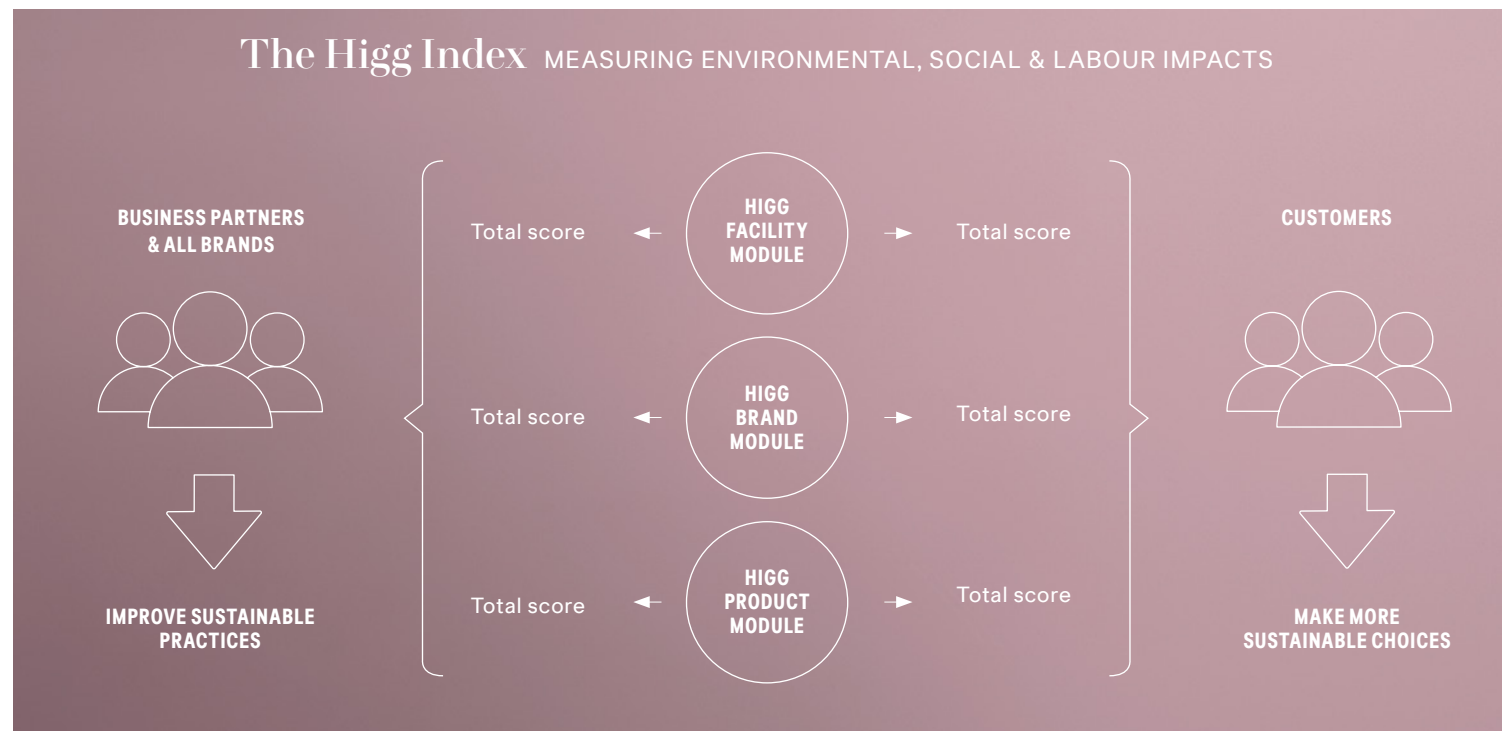 The Higg Index MEASURING ENVIRONMENTAL, SOCIAL & LABOUR IMPACTS
BUSINESS PARTNERS
& ALL BRANDS
IMPROVE SUSTAINABLE
PRACTICES
Total score
HIGG
FACILITY
MODULE
Total score
Total score
HIGG
BRAND
MODULE
Total score
Total score
HIGG
PRODUCT
MODULE
Total score
CUSTOMERS
MAKE MORE
SUSTAINABLE CHOICES